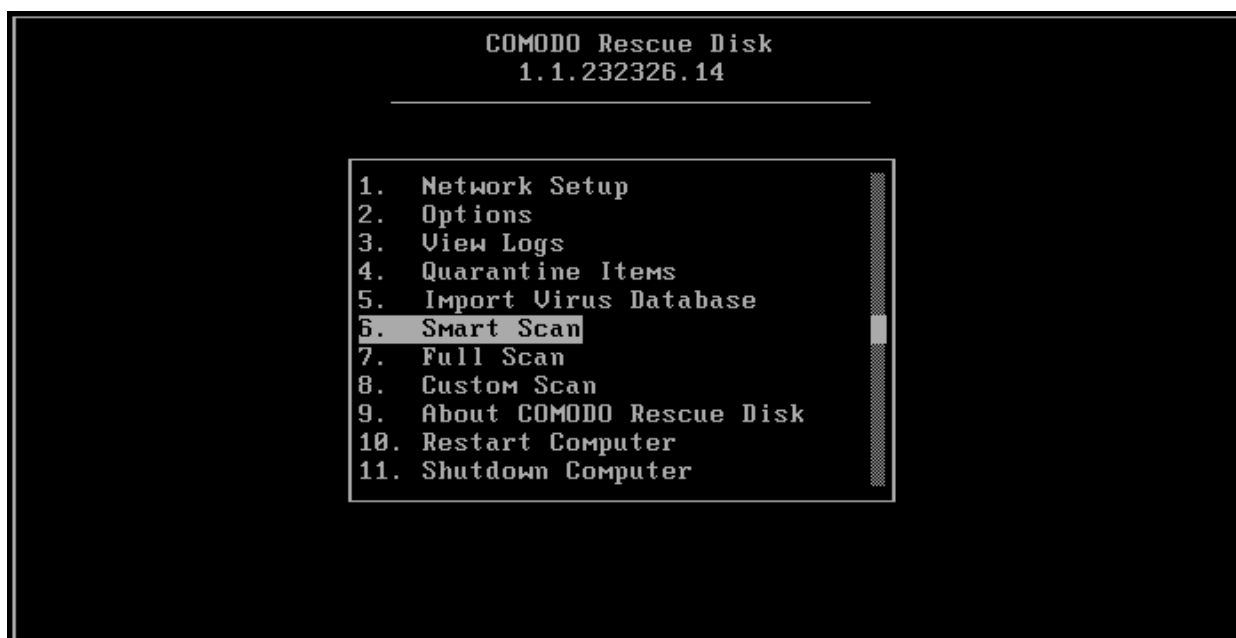 COMODO Rescue Disk
1.1.232326.14
1. Network Setup
2. Options
3. View Logs
4. Quarantine Items
5. Import Virus Database
6. Smart Scan
7. Full Scan
8. Custom Scan
9. About COMODO Rescue Disk
10. Restart Computer
11. Shutdown Computer